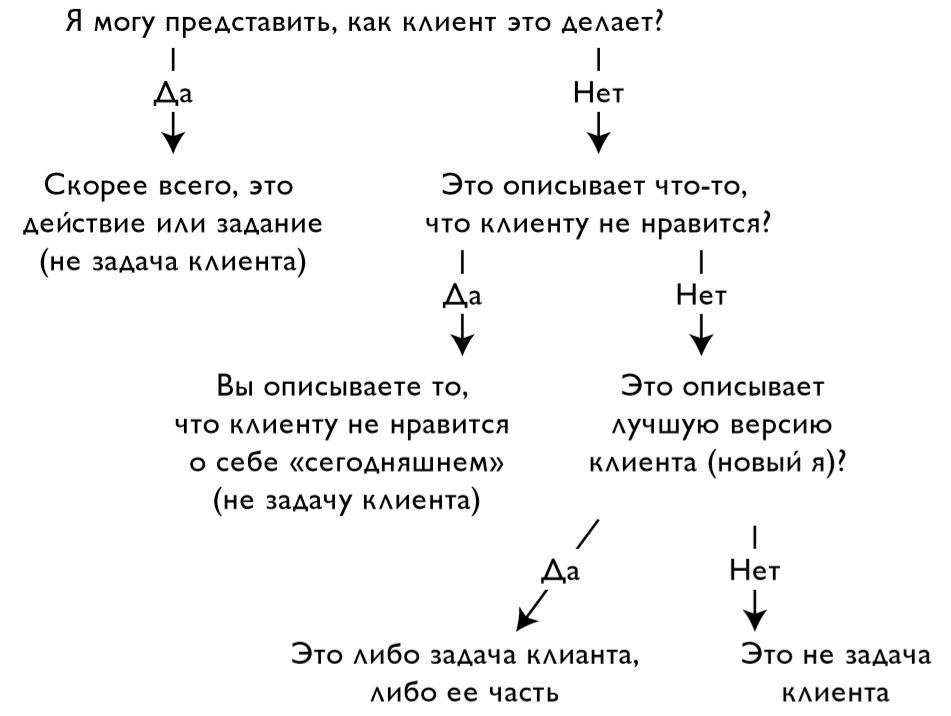 Я могу представить, как клиент это делает?
Да
Нет
Скорее всего, это
действие или задание
(не задача клиента)
Это описывает что-то,
что клиенту не нравится?
Да
Нет
Вы описываете то,
что клиенту не нравится
о себе «сегодняшнем»
(не задачу клиента)
Это описывает
лучшую версию
клиента (новый я)?
Да
Нет
Это либо задача клианта,
либо ее часть
Это не задача
клиента